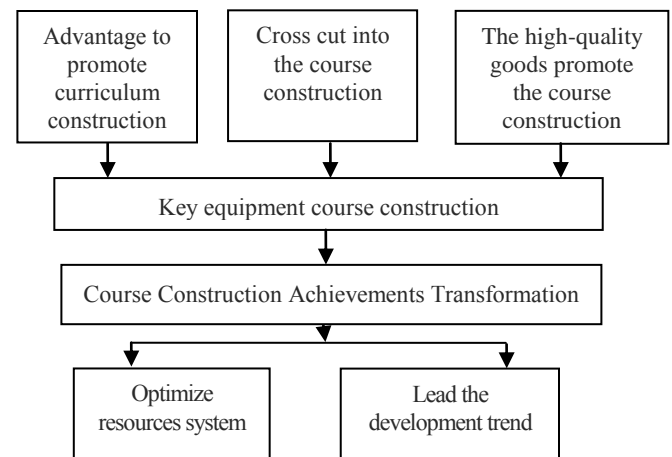 Advantage to
promote
curriculum
construction
Cross cut into
the course
construction
The high-quality
goods promote
the course
construction
Key equipment course construction
Course Construction Achievements Transformation
Optimize
resources system
Lead the
development trend